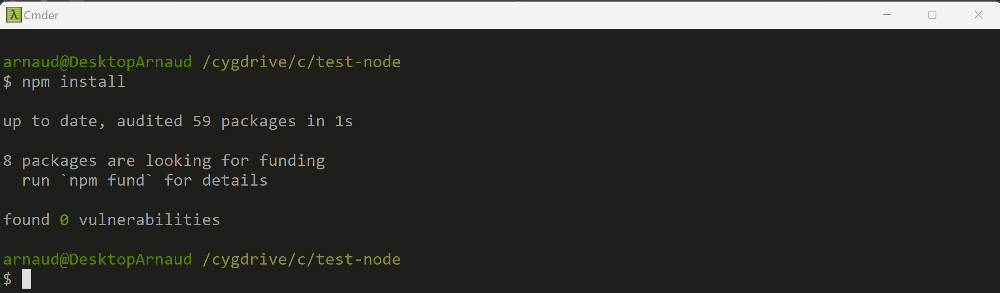 λ Cmder
arnaud@DesktopArnaud /cygdrive/c/test-node
$ npm install
up to date, audited 59 packages in 1s
8 packages are looking for funding
  run `npm fund` for details
found 0 vulnerabilities
arnaud@DesktopArnaud /cygdrive/c/test-node
$